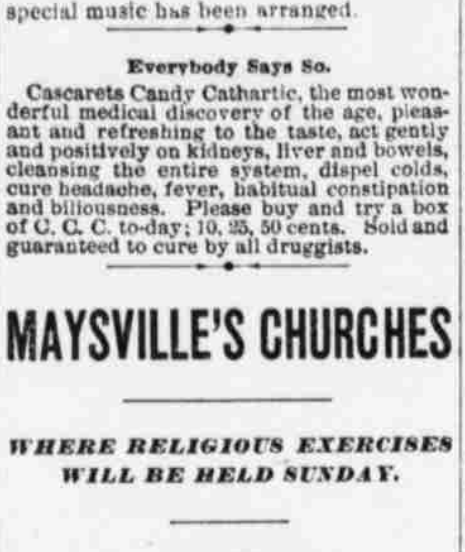 special music has been arranged.
Everybody Says So.
Cascarets Candy Cathartic, the most won-
derful medical discovery of the age, pleas-
ant and refreshing to the taste, act gently
and positively on kidneys, liver and bowels,
cleansing the entire system, dispel colds,
cure headache, fever, habitual constipation
and biliousness. Please buy and try a box
of C. C. C. to-day; 10, 25, 50 cents. Sold and
guaranteed to cure by all druggists.
MAYSVILLE'S CHURCHES
WHERE RELIGIOUS EXERCISES
WILL BE HELD SUNDAY.